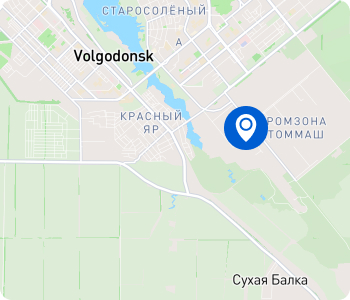 СТАРОСОЛЁНЫЙ
А
Volgodonsk
КРАСНЫЙ
ЯР
РОМЗОНА
ТОММАШ
Сухая Балка